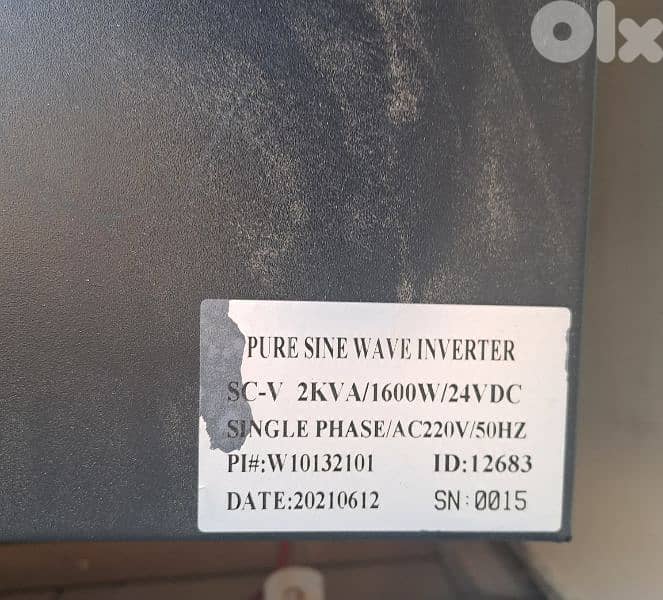 Olx
PURE SINE WAVE INVERTER
SC-V 2KVA/1600W/24VDC
SINGLE PHASE/AC220V/50HZ
PI#:W10132101 ID:12683
DATE:20210612 SN:0015